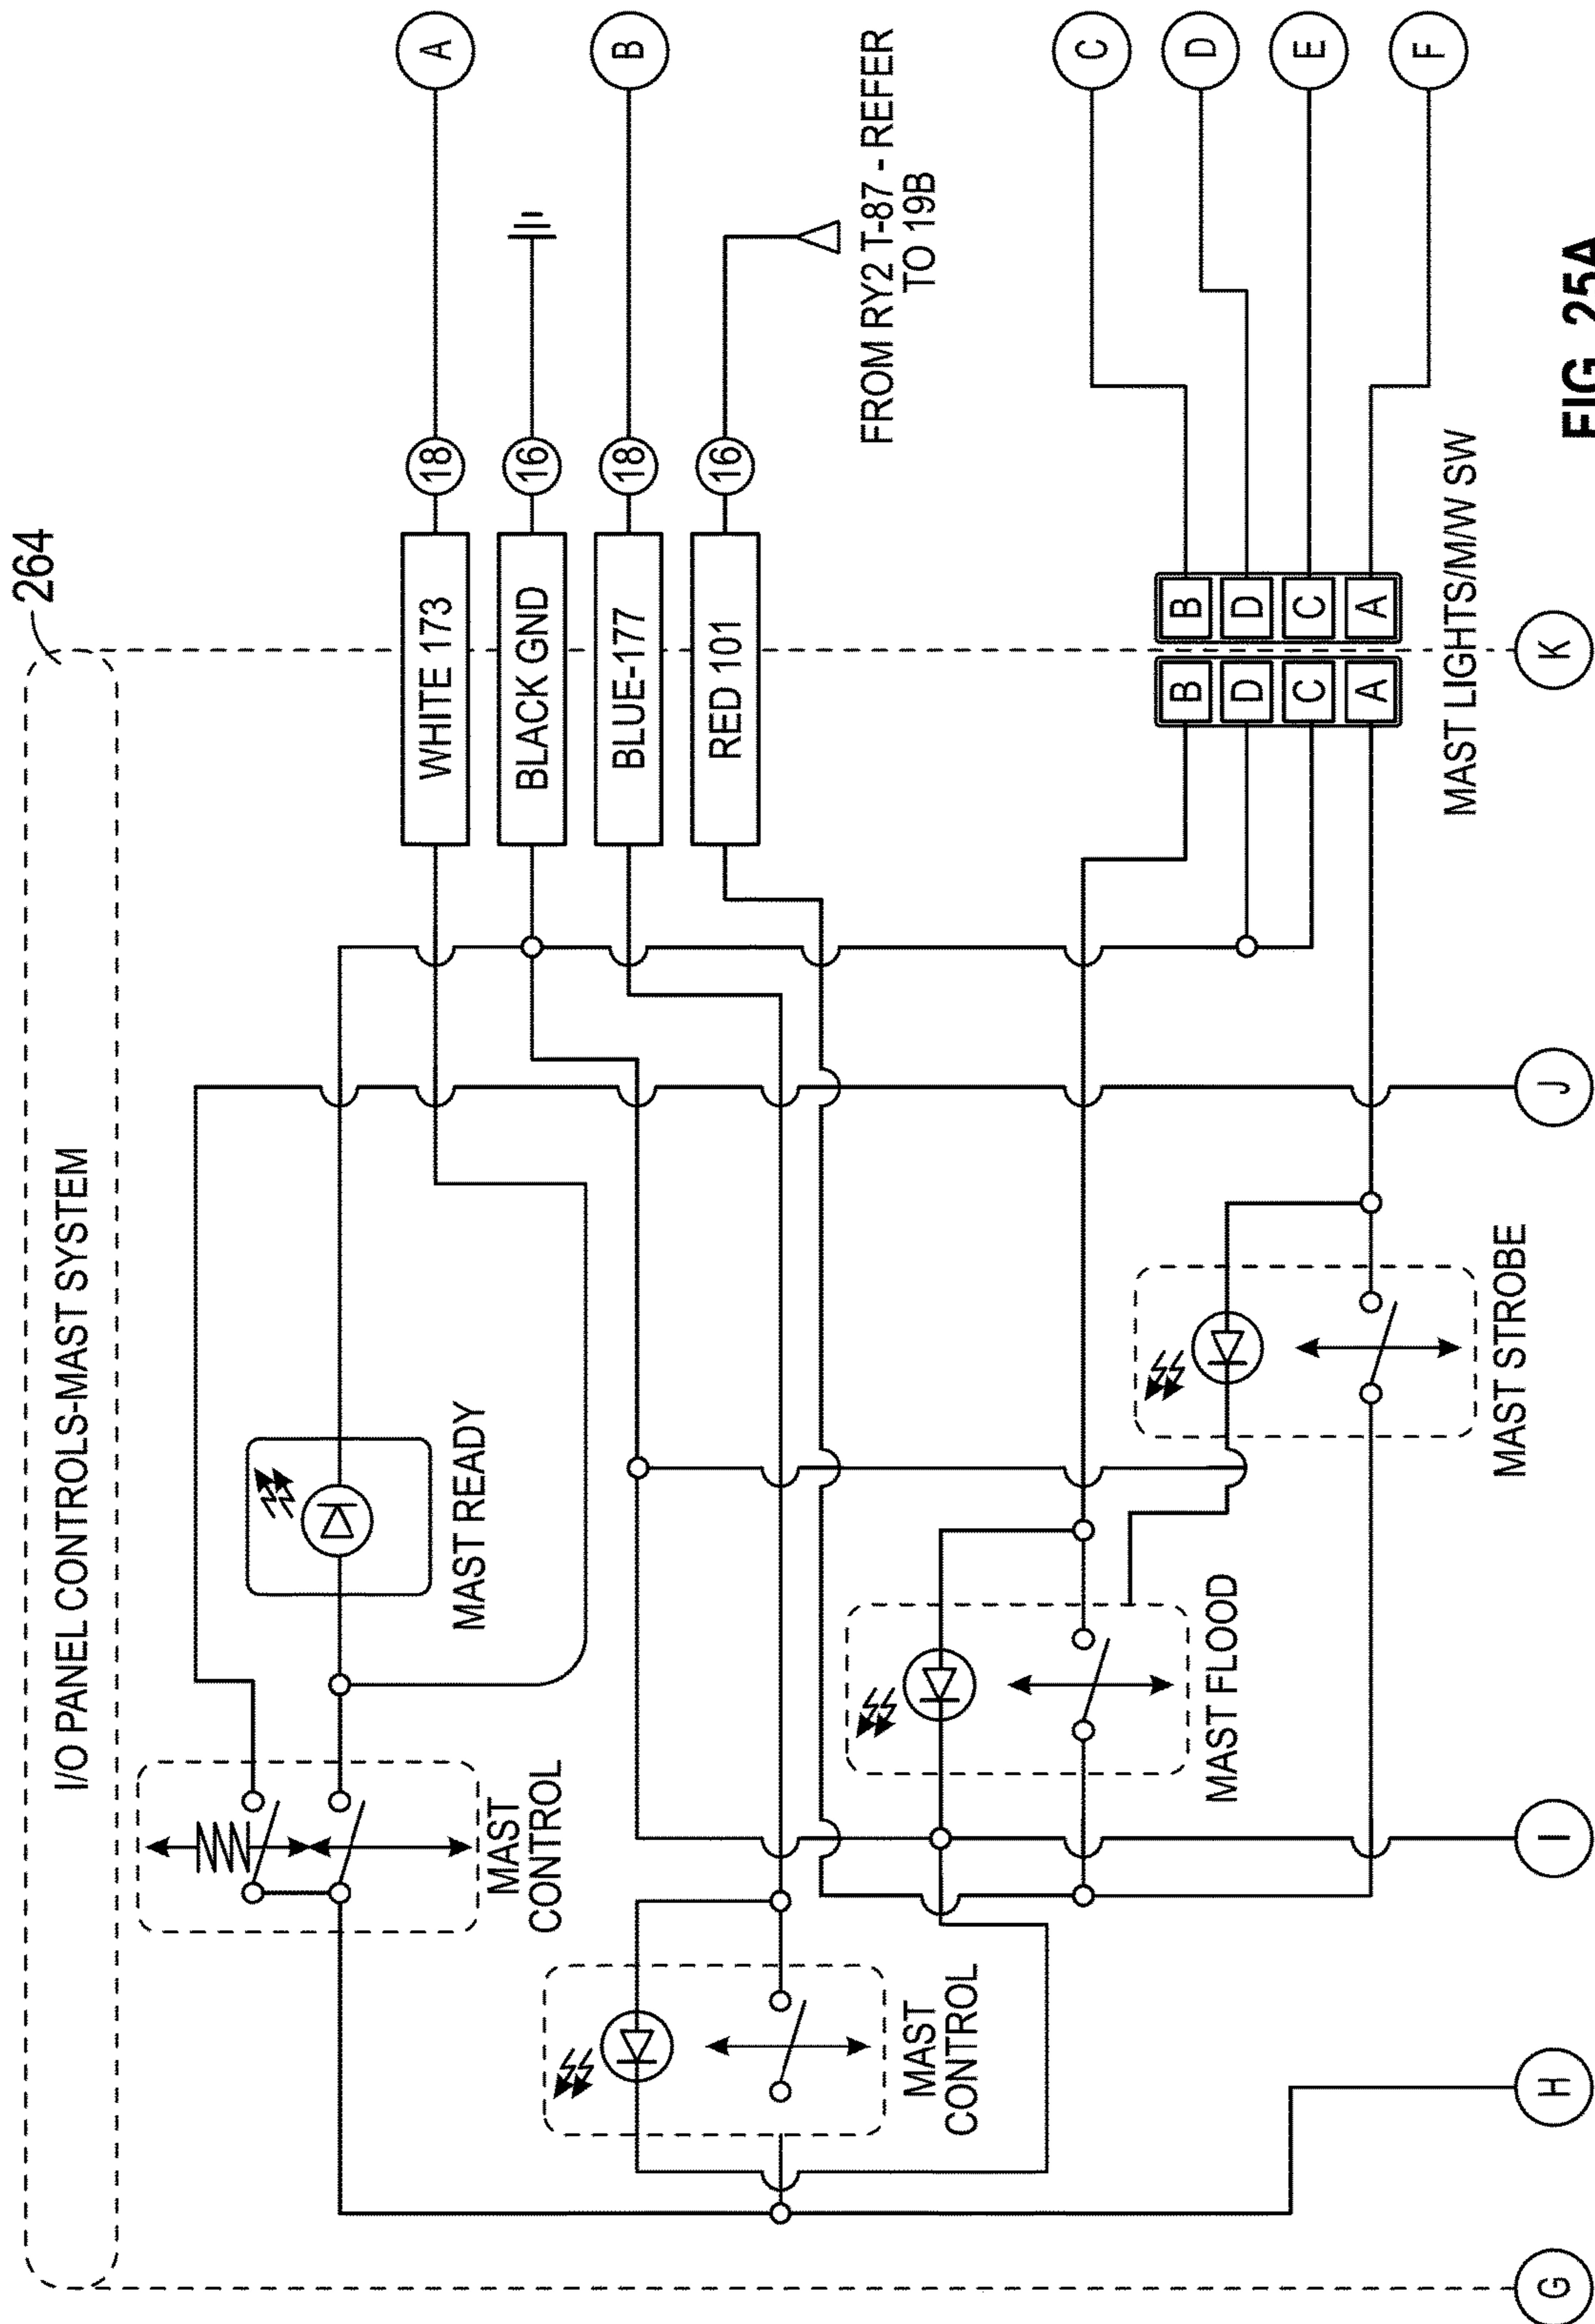 264
I/O PANEL CONTROLS-MAST SYSTEM
A
B
C
D
E
F
18
16
18
16
WHITE 173
BLACK GND
BLUE-177
RED 101
FROM RY2 T-87 - REFER
TO 19B
B
D
C
A
B
D
C
A
MAST LIGHTS/M/W SW
MAST READY
MAST
CONTROL
MAST
CONTROL
MAST FLOOD
MAST STROBE
G
H
I
J
K
FIG. 25A